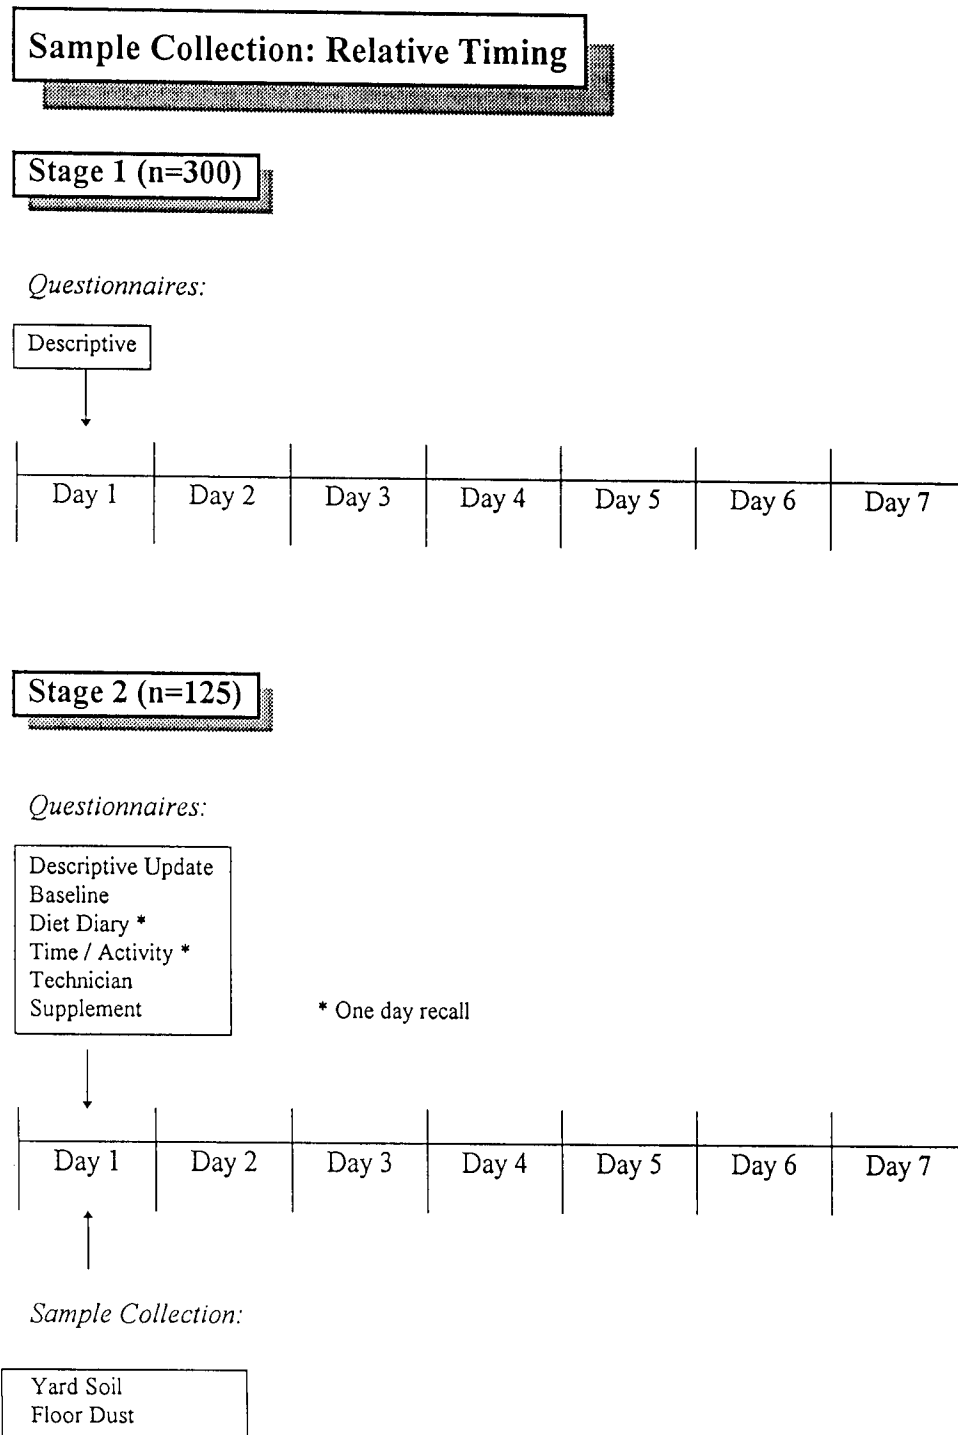 Sample Collection: Relative Timing
Stage 1 (n=300)
Questionnaires:
Descriptive
Day 1 Day 2 Day 3 Day 4 Day 5 Day 6 Day 7
Stage 2 (n=125)
Questionnaires:
Descriptive Update
Baseline
Diet Diary *
Time / Activity *
Technician
Supplement
* One day recall
Day 1 Day 2 Day 3 Day 4 Day 5 Day 6 Day 7
Sample Collection:
Yard Soil
Floor Dust